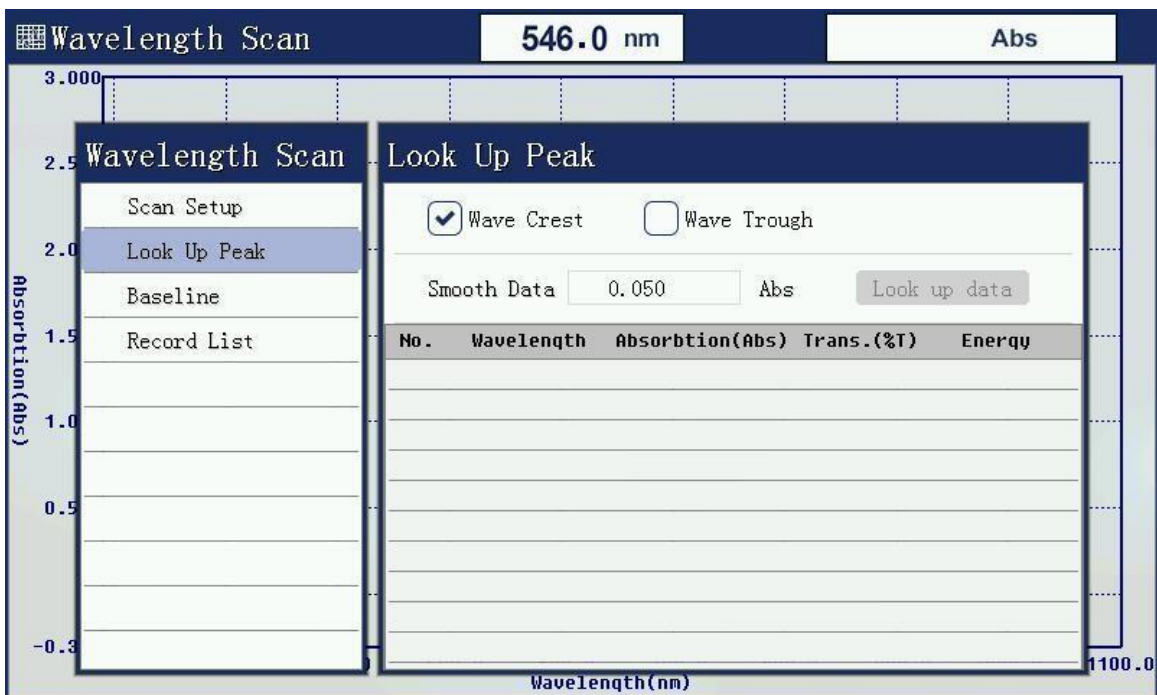 Wavelength Scan
546.0 nm
Abs
3.000
2.5
2.0
1.5
1.0
0.5
-0.3
Absorbtion(Abs)
Wavelength Scan
Scan Setup
Look Up Peak
Baseline
Record List
Look Up Peak
Wave Crest
Wave Trough
Smooth Data 0.050 Abs
Look up data
No. Wavelength Absorbtion(Abs) Trans.(%T) Energy
1100.0
Wavelength(nm)